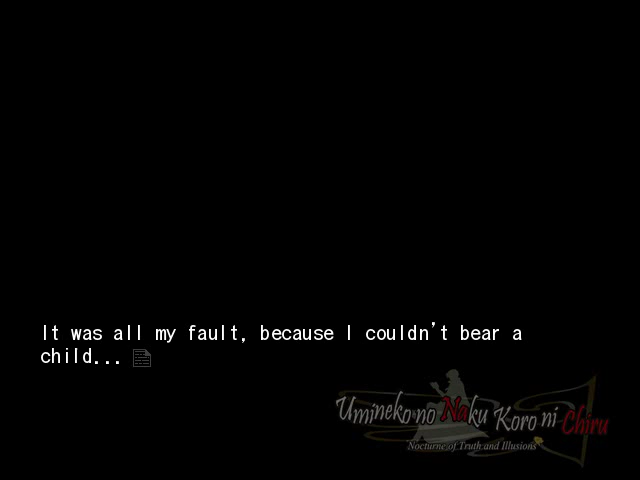 It was all my fault, because I couldn't bear a
child...
Umineko no Naku Koro ni Chiru
Nocturne of Truth and Illusions